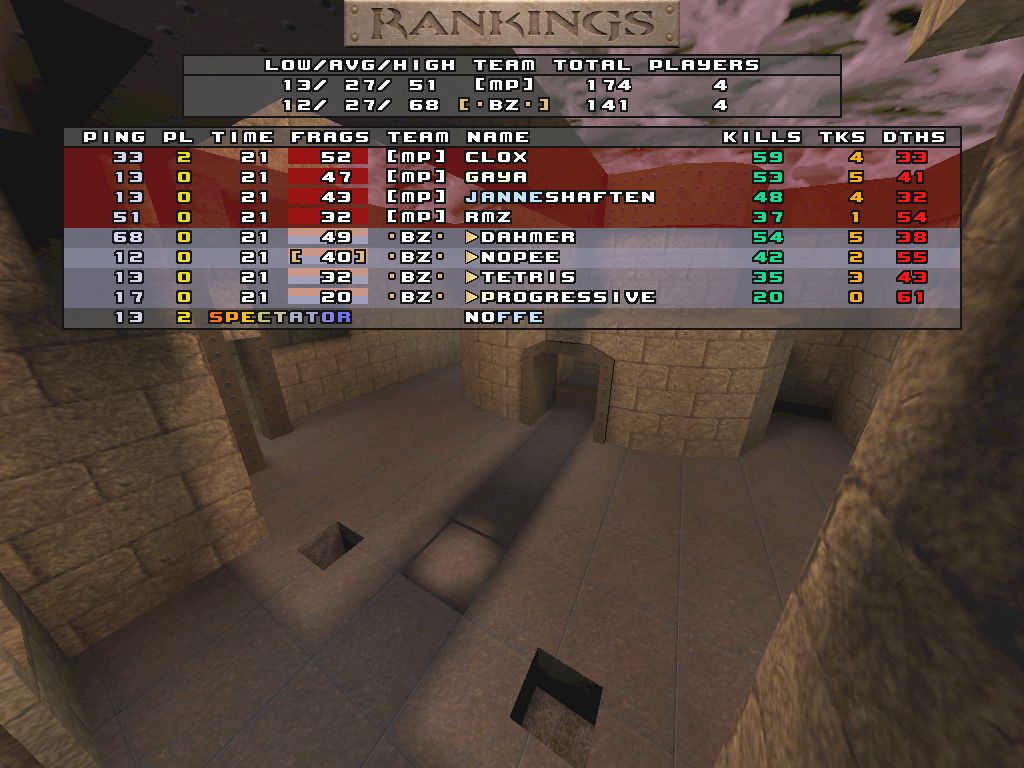 RANKINGS
LOW/AVG/HIGH TEAM TOTAL PLAYERS
13/ 27/ 51 [mp] 174 4
12/ 27/ 68 [·BZ·] 141 4
PING PL TIME FRAGS TEAM NAME KILLS TKS DTHS
33 2 21 52 [mp] CLOX 59 4 33
13 0 21 47 [mp] GAYA 53 5 41
13 0 21 43 [mp] JANNESHAFTEN 48 4 32
51 0 21 32 [mp] RMZ 37 1 54
68 0 21 49 ·BZ· ▶DAHMER 54 5 38
12 0 21 [ 40] ·BZ· ▶NOPEE 42 2 55
13 0 21 32 ·BZ· ▶TETRIS 35 3 43
17 0 21 20 ·BZ· ▶PROGRESSIVE 20 0 61
13 2 SPECTATOR NOFFE